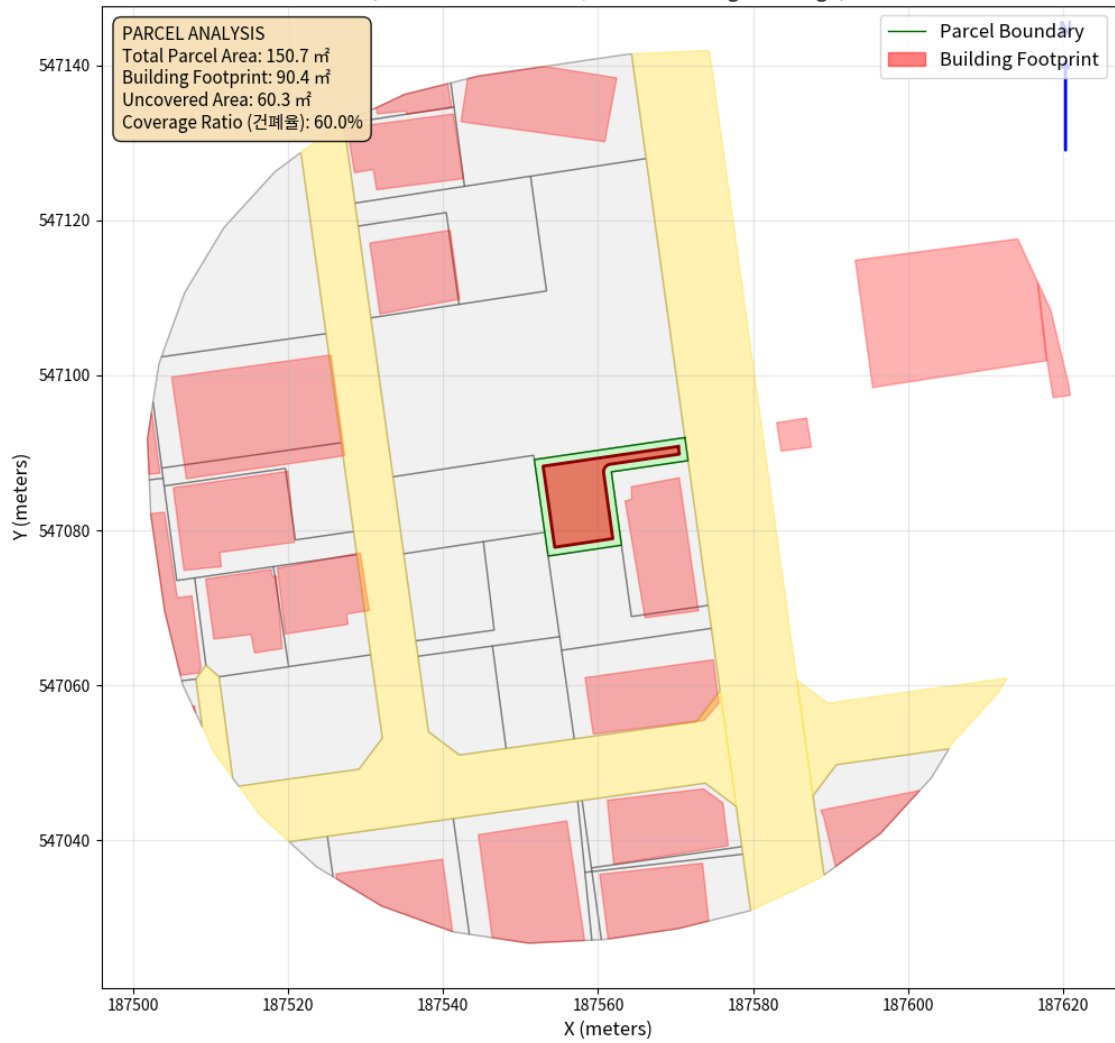 PARCEL ANALYSIS
Total Parcel Area: 150.7 ㎡
Building Footprint: 90.4 ㎡
Uncovered Area: 60.3 ㎡
Coverage Ratio (건폐율): 60.0%
Parcel Boundary
Building Footprint
N
547140
547120
547100
547080
547060
547040
Y (meters)
187500 187520 187540 187560 187580 187600 187620
X (meters)